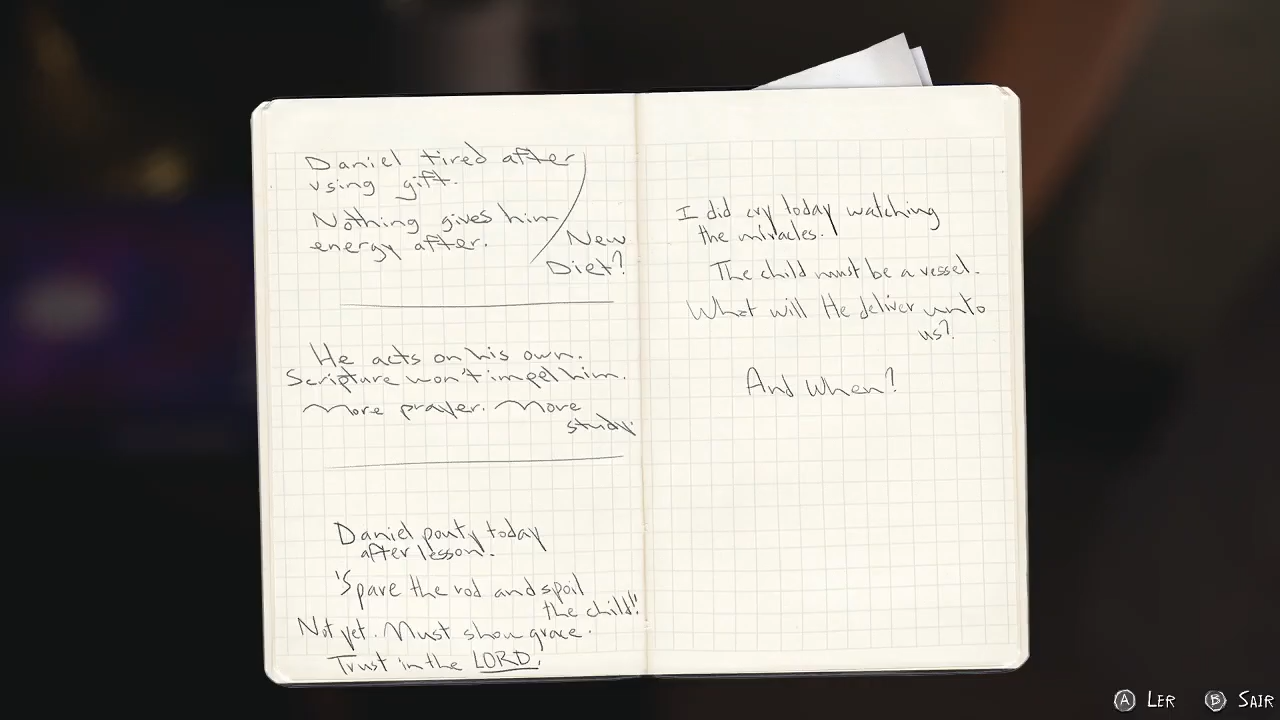 Daniel tired after
using gift.
Nothing gives him
energy after.
New
Diet?
He acts on his own.
Scripture won't impel him.
More prayer. More
study.
Daniel pouty today
after lesson.
'Spare the rod and spoil
the child!'
Not yet. Must show grace.
Trust in the LORD.
I did cry today watching
the miracles.
The child must be a vessel.
What will He deliver unto
us?
And When?
A LER B SAIR